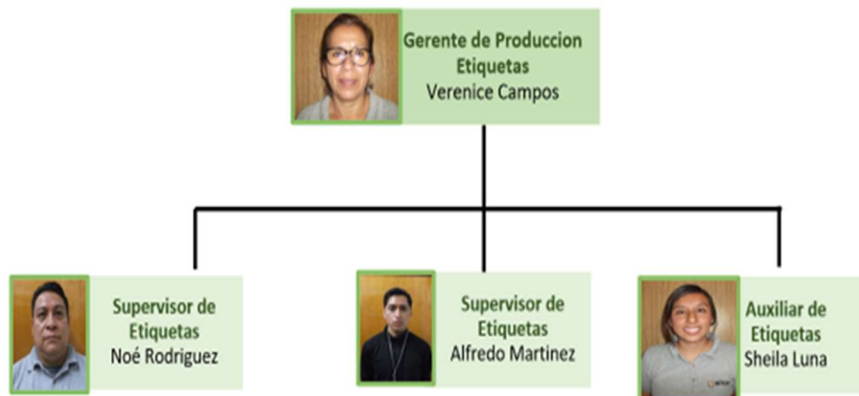 Gerente de Produccion
Etiquetas
Verenice Campos
Supervisor de
Etiquetas
Noé Rodriguez
Supervisor de
Etiquetas
Alfredo Martinez
Auxiliar de
Etiquetas
Sheila Luna